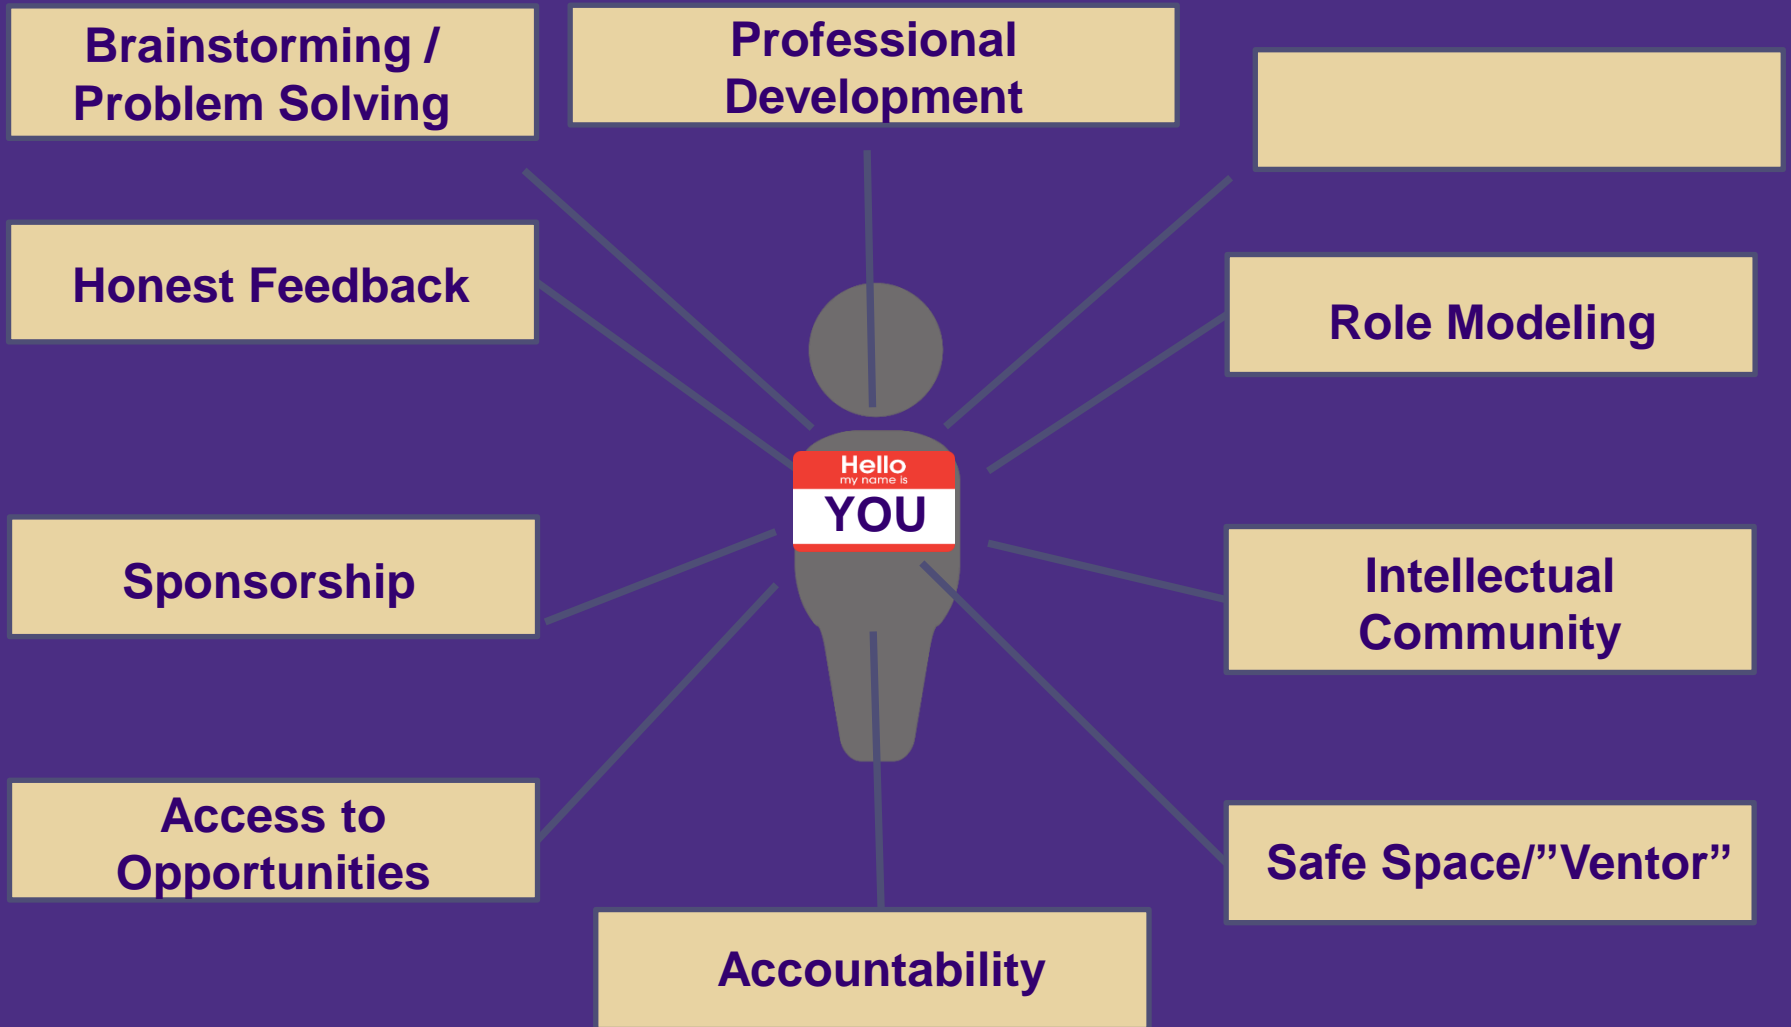 Brainstorming /
Problem Solving
Professional
Development
Honest Feedback
Role Modeling
Hello
my name is
YOU
Sponsorship
Intellectual
Community
Access to
Opportunities
Safe Space/”Ventor”
Accountability